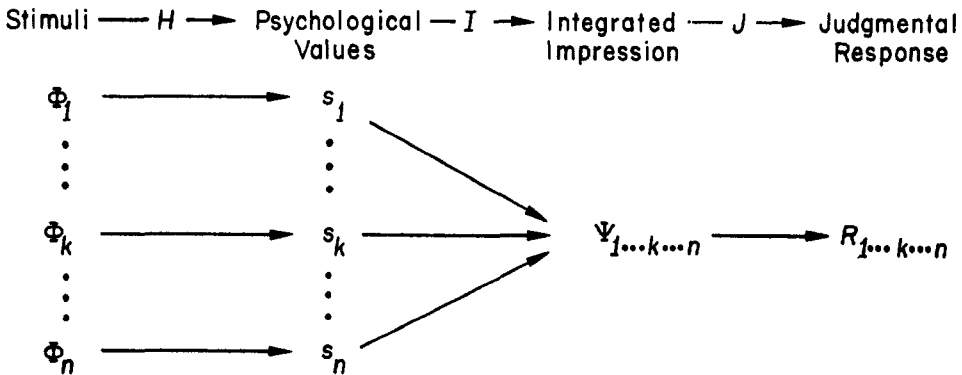 Stimuli H Psychological Values I Integrated Impression J Judgmental Response
Φ1 s1
Φk sk Ψ1...k...n R1...k...n
Φn sn